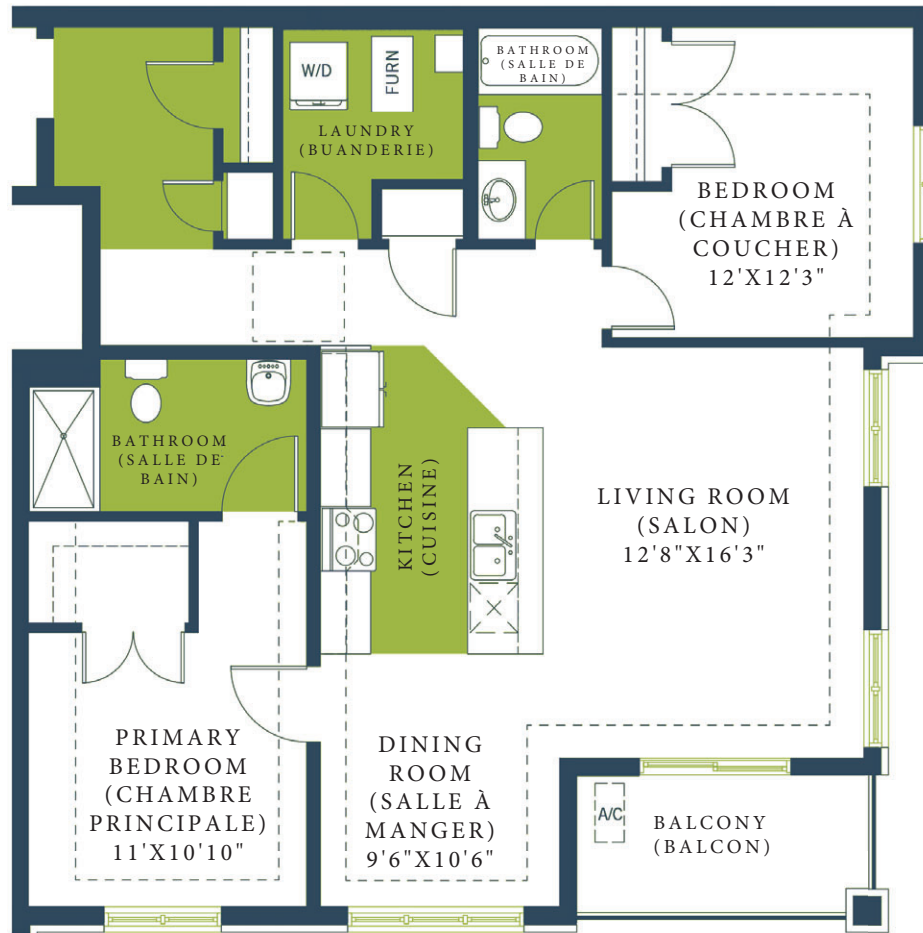 W/D
FURN
LAUNDRY
(BUANDERIE)
BATHROOM
(SALLE DE
BAIN)
BEDROOM
(CHAMBRE À
COUCHER)
12'X12'3"
BATHROOM
(SALLE DE
BAIN)
KITCHEN
(CUISINE)
LIVING ROOM
(SALON)
12'8"X16'3"
PRIMARY
BEDROOM
(CHAMBRE
PRINCIPALE)
11'X10'10"
DINING
ROOM
(SALLE À
MANGER)
9'6"X10'6"
A/C
BALCONY
(BALCON)